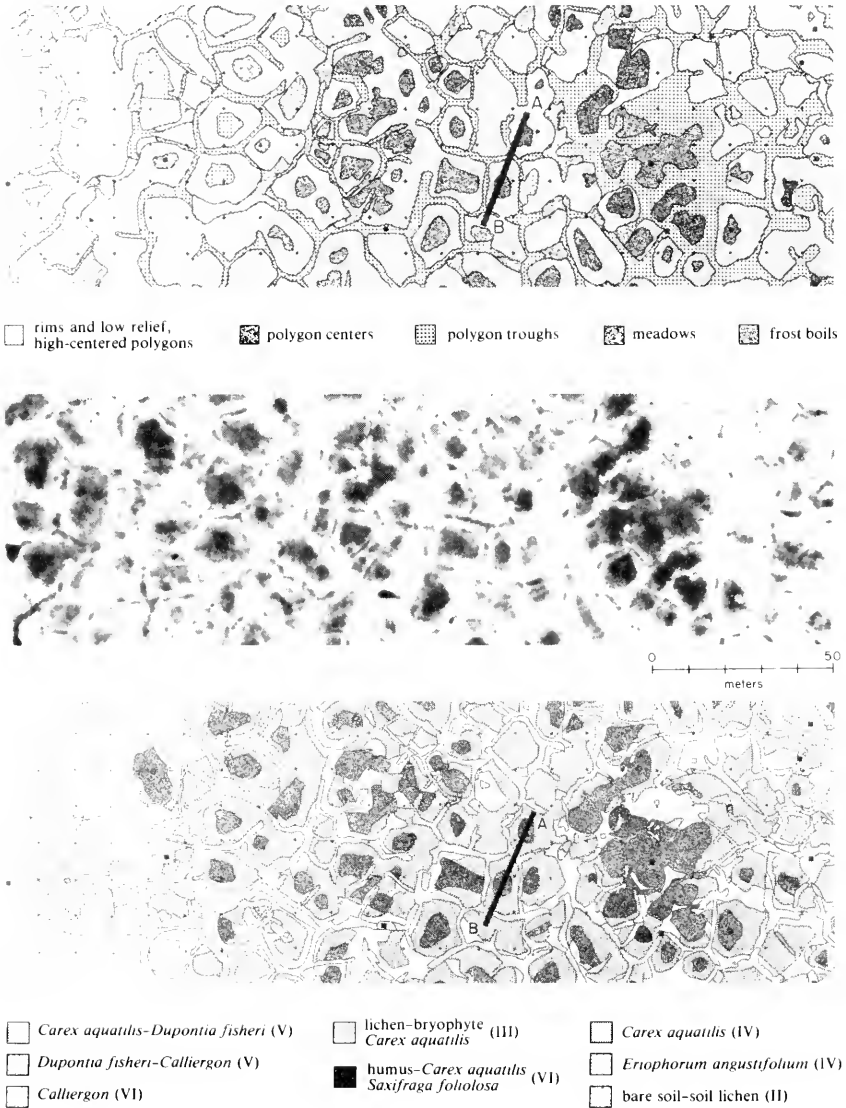 A
B
rims and low relief,
high-centered polygons
polygon centers
polygon troughs
meadows
frost boils
0 50
meters
A
B
Carex aquatilis-Dupontia fisheri (V)
Dupontia fisheri-Calliergon (V)
Calliergon (VI)
lichen-bryophyte (III)
Carex aquatilis
humus-Carex aquatilis (VI)
Saxifraga foliolosa
Carex aquatilis (IV)
Eriophorum angustifolium (IV)
bare soil-soil lichen (II)